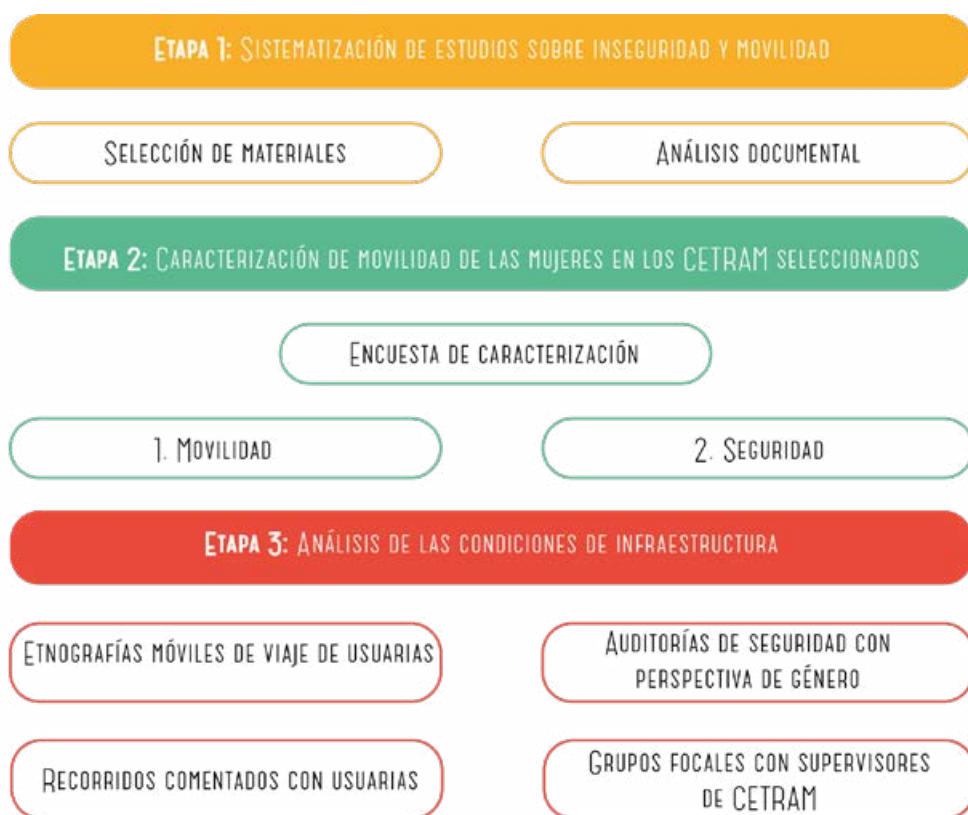 Etapa 1: Sistematización de estudios sobre inseguridad y movilidad
Selección de materiales
Análisis documental
Etapa 2: Caracterización de movilidad de las mujeres en los CETRAM seleccionados
Encuesta de caracterización
1. Movilidad
2. Seguridad
Etapa 3: Análisis de las condiciones de infraestructura
Etnografías móviles de viaje de usuarias
Auditorías de seguridad con
perspectiva de género
Recorridos comentados con usuarias
Grupos focales con supervisores
de CETRAM